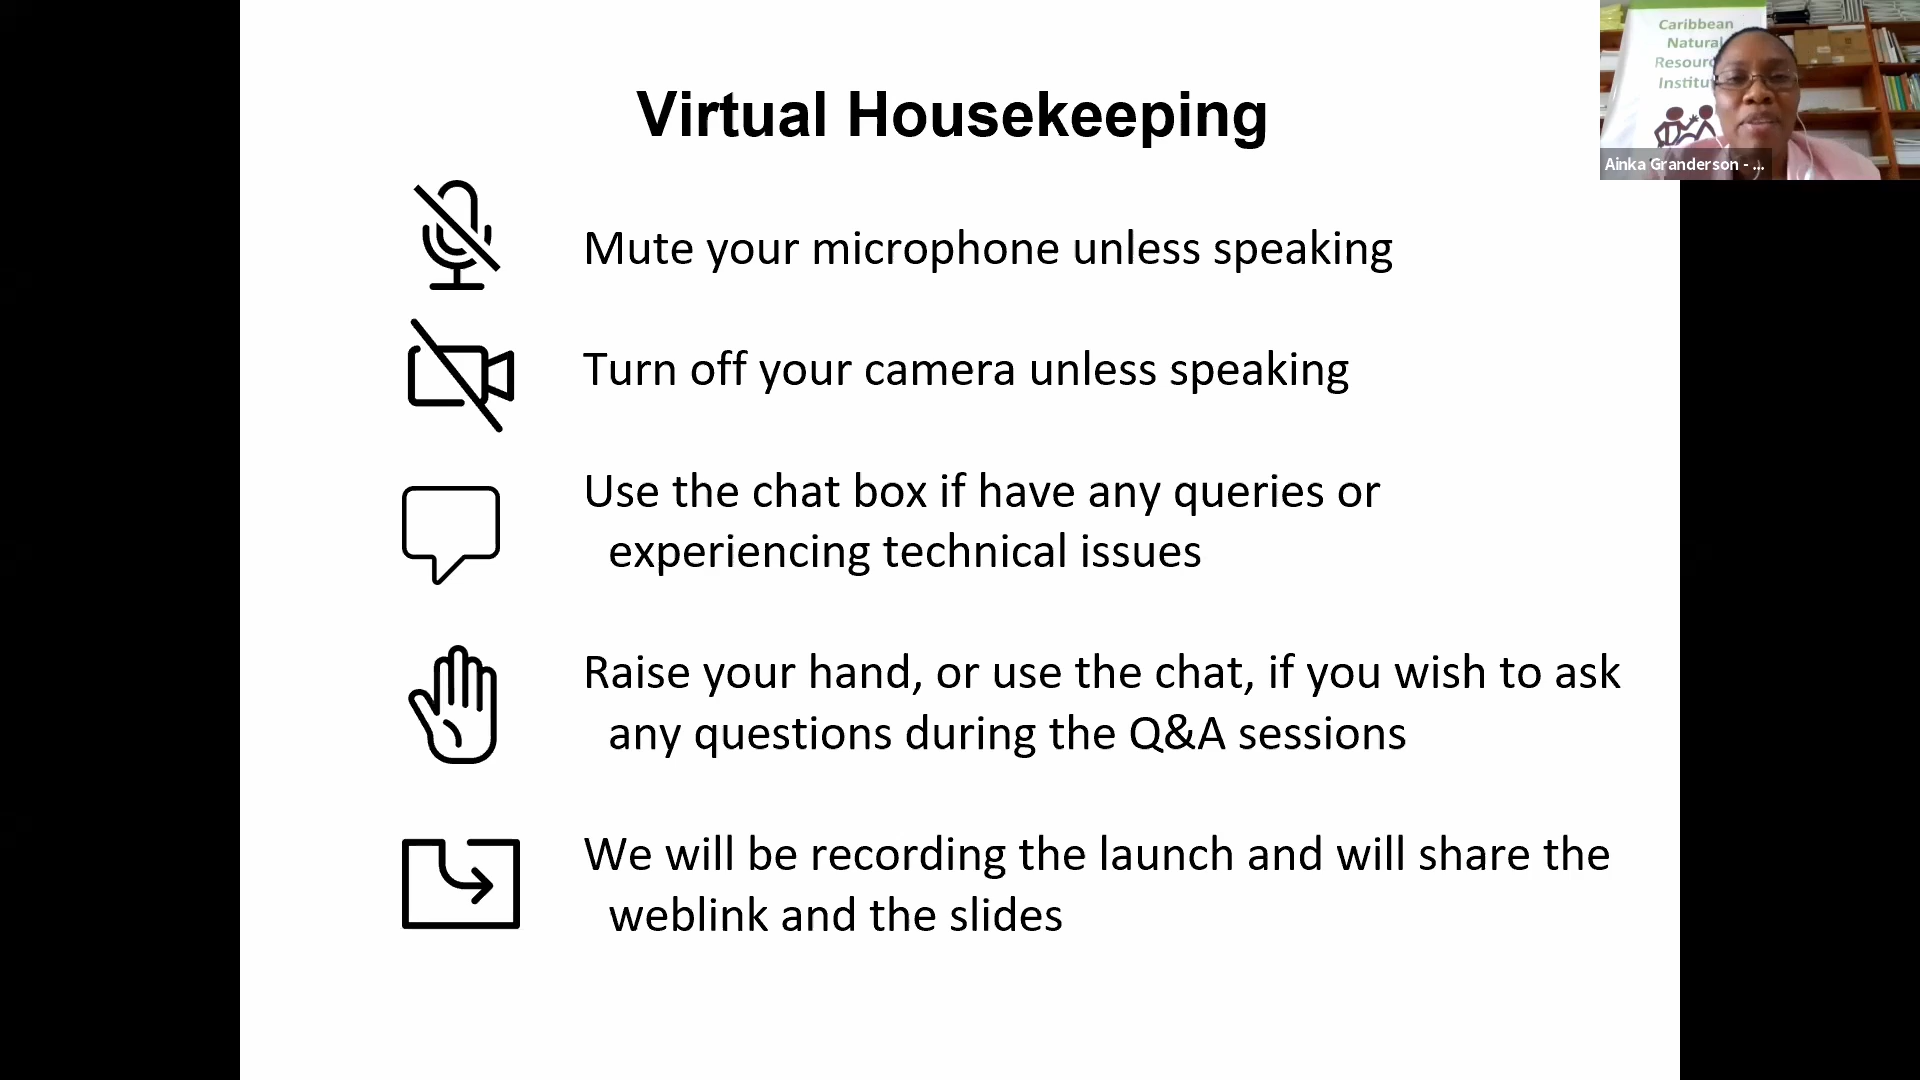 Virtual Housekeeping
Mute your microphone unless speaking
Turn off your camera unless speaking
Use the chat box if have any queries or
experiencing technical issues
Raise your hand, or use the chat, if you wish to ask
any questions during the Q&A sessions
We will be recording the launch and will share the
weblink and the slides
Caribbean
Natural
Resourc
Institut
Ainka Granderson - ...